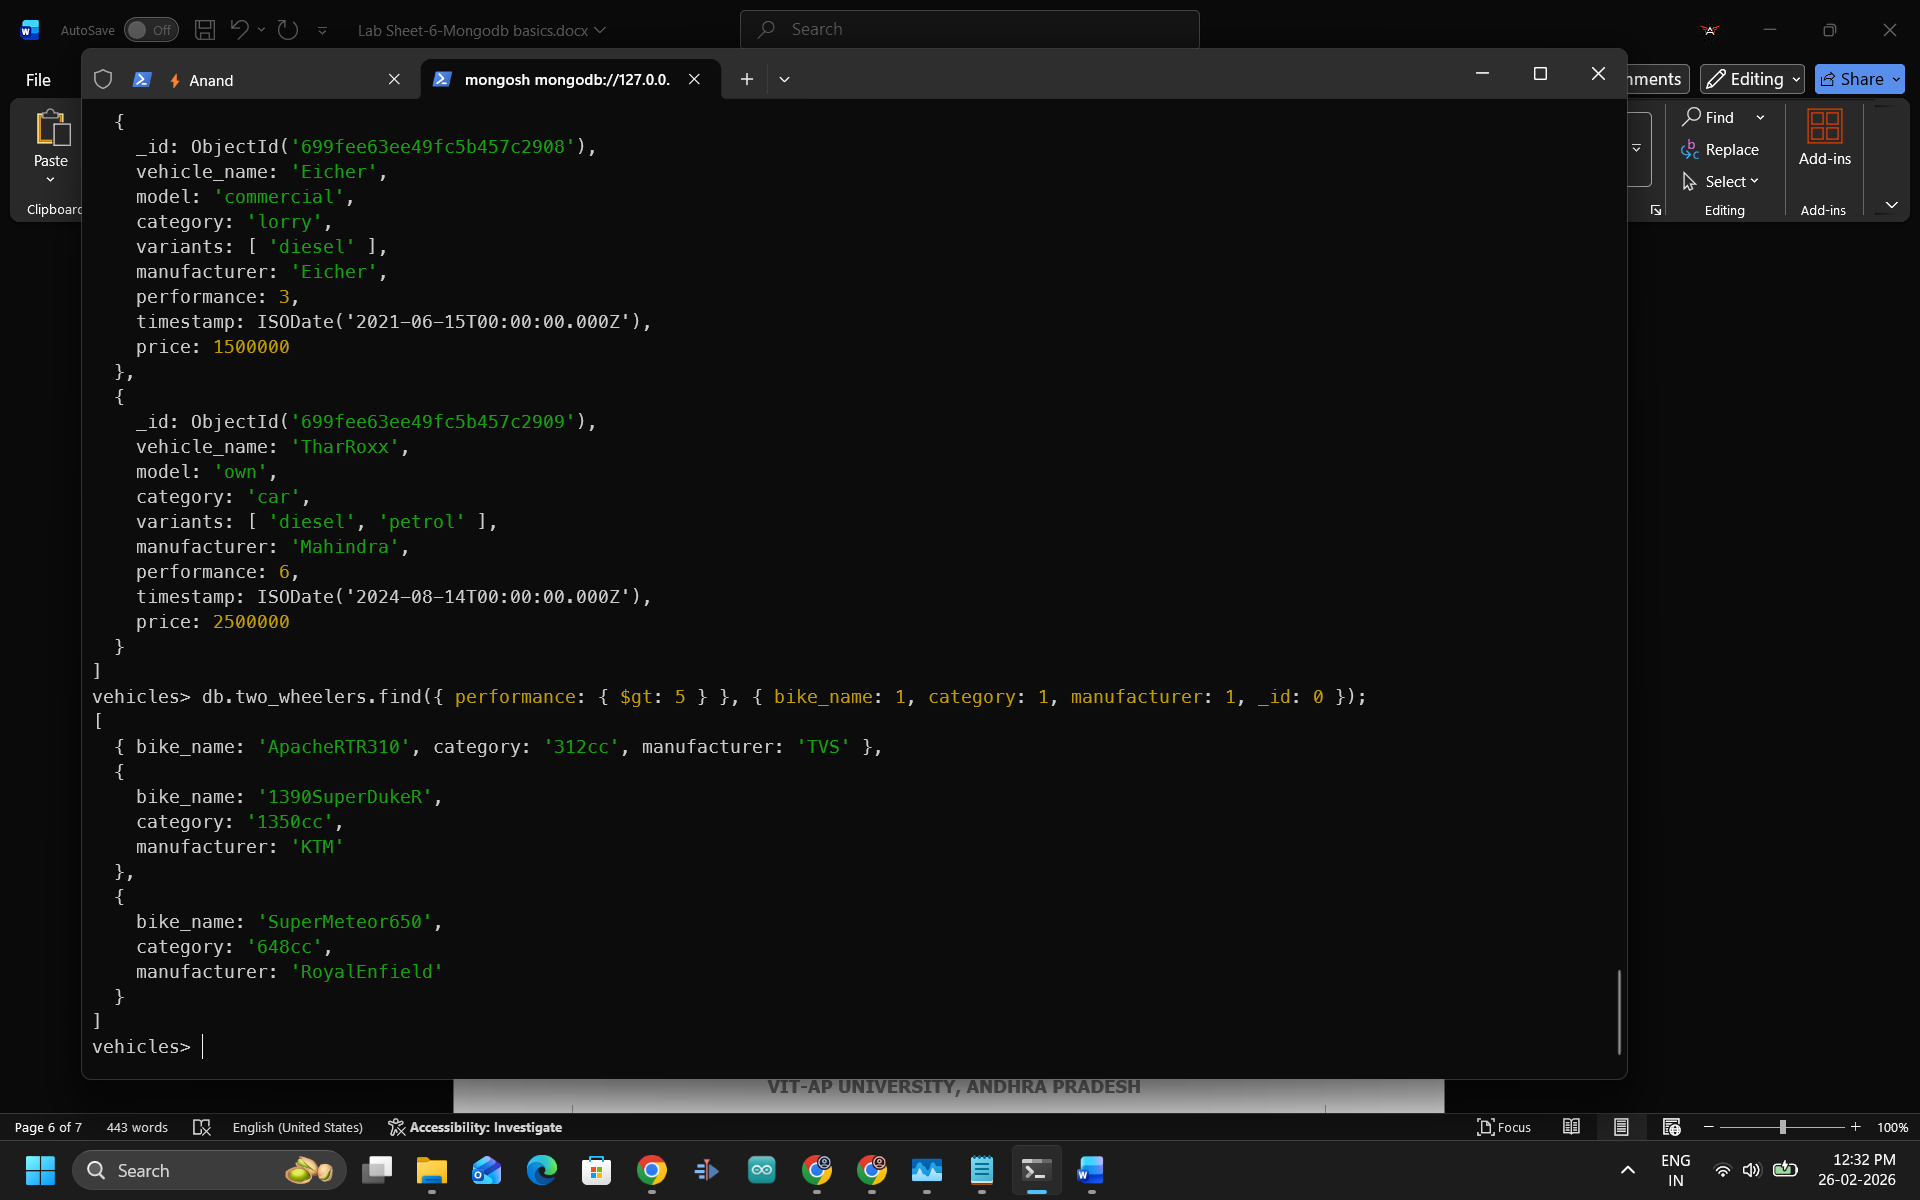 AutoSave Off Lab Sheet-6-Mongodb basics.docx Search
File
Anand mongosh mongodb://127.0.0.
Editing Share
Paste
Clipboard
Find
Replace
Select
Editing
Add-ins
Add-ins
{
_id: ObjectId('699fee63ee49fc5b457c2908'),
vehicle_name: 'Eicher',
model: 'commercial',
category: 'lorry',
variants: [ 'diesel' ],
manufacturer: 'Eicher',
performance: 3,
timestamp: ISODate('2021-06-15T00:00:00.000Z'),
price: 1500000
},
{
_id: ObjectId('699fee63ee49fc5b457c2909'),
vehicle_name: 'TharRoxx',
model: 'own',
category: 'car',
variants: [ 'diesel', 'petrol' ],
manufacturer: 'Mahindra',
performance: 6,
timestamp: ISODate('2024-08-14T00:00:00.000Z'),
price: 2500000
}
]
vehicles> db.two_wheelers.find({ performance: { $gt: 5 } }, { bike_name: 1, category: 1, manufacturer: 1, _id: 0 });
[
{ bike_name: 'ApacheRTR310', category: '312cc', manufacturer: 'TVS' },
{
bike_name: '1390SuperDukeR',
category: '1350cc',
manufacturer: 'KTM'
},
{
bike_name: 'SuperMeteor650',
category: '648cc',
manufacturer: 'RoyalEnfield'
}
]
vehicles>
VIT-AP UNIVERSITY, ANDHRA PRADESH
Page 6 of 7 443 words English (United States) Accessibility: Investigate Focus 100%
Search
ENG
IN
12:32 PM
26-02-2026